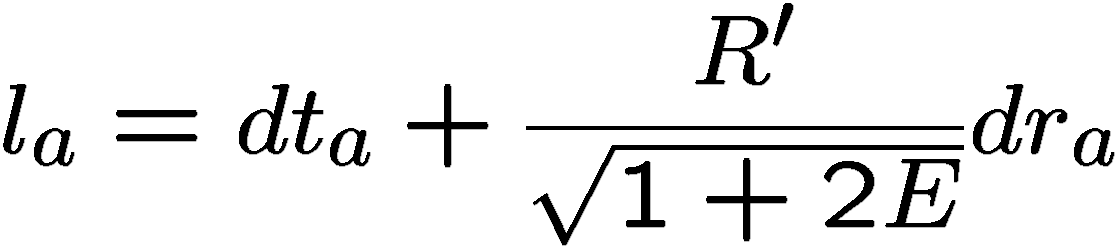 l_a = dt_a + \frac{R'}{\sqrt{1 + 2E}} dr_a